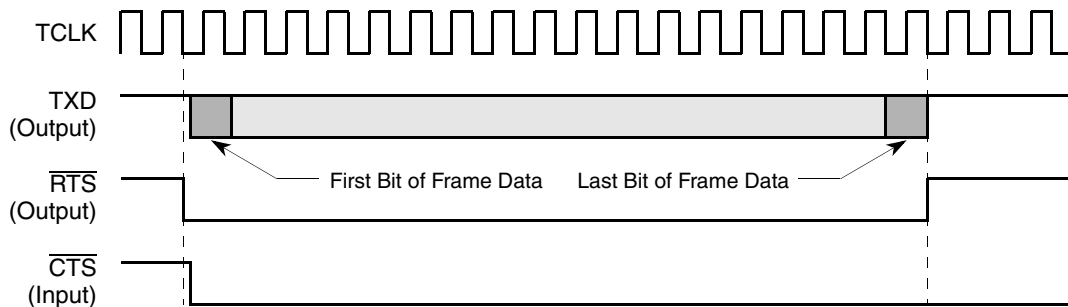 TCLK
TXD
(Output)
First Bit of Frame Data
Last Bit of Frame Data
RTS
(Output)
CTS
(Input)